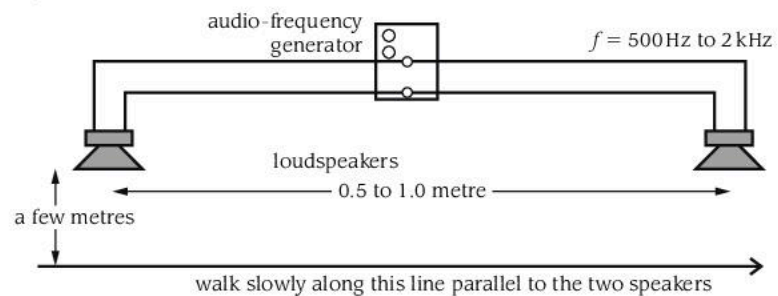 audio-frequency
generator
f = 500 Hz to 2 kHz
loudspeakers
0.5 to 1.0 metre
a few metres
walk slowly along this line parallel to the two speakers